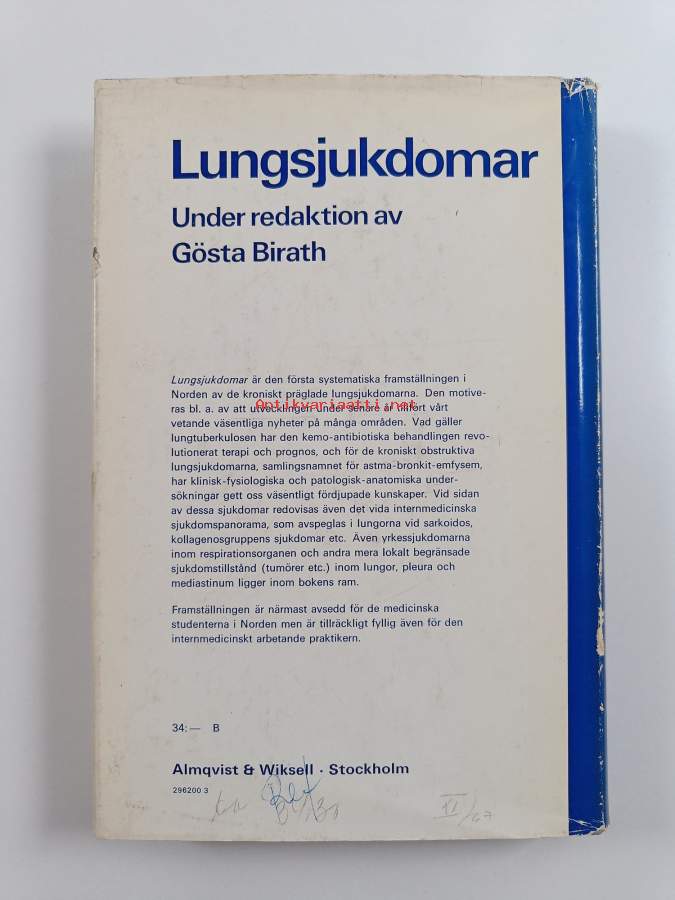 Lungsjukdomar
Under redaktion av
Gösta Birath
Lungsjukdomar är den första systematiska framställningen i
Norden av de kroniskt präglade lungsjukdomarna. Den motive-
ras bl. a. av att utvecklingen under senare år tillfört vårt
Antikvariaatti.net
vetande väsentliga nyheter på många områden. Vad gäller
lungtuberkulosen har den kemo-antibiotiska behandlingen revo-
lutionerat terapi och prognos, och för de kroniskt obstruktiva
lungsjukdomarna, samlingsnamnet för astma-bronkit-emfysem,
har klinisk-fysiologiska och patologisk-anatomiska under-
sökningar gett oss väsentligt fördjupade kunskaper. Vid sidan
av dessa sjukdomar redovisas även det vida internmedicinska
sjukdomspanorama, som avspeglas i lungorna vid sarkoidos,
kollagenosgruppens sjukdomar etc. Även yrkessjukdomarna
inom respirationsorganen och andra mera lokalt begränsade
sjukdomstillstånd (tumörer etc.) inom lungor, pleura och
mediastinum ligger inom bokens ram.
Framställningen är närmast avsedd för de medicinska
studenterna i Norden men är tillräckligt fyllig även för den
internmedicinskt arbetande praktikern.
34:— B
Almqvist & Wiksell · Stockholm
296200 3